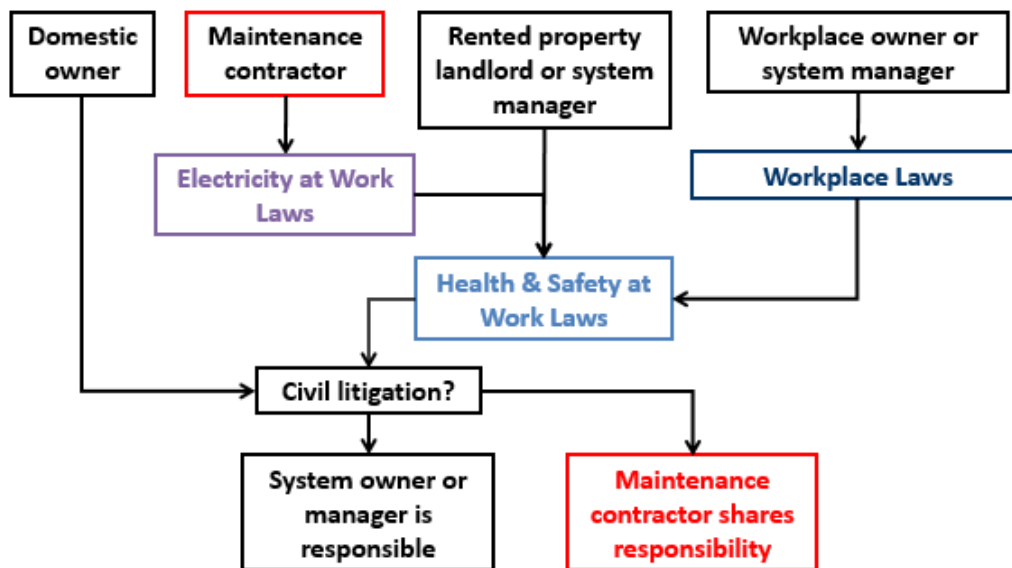 Domestic
owner
Maintenance
contractor
Rented property
landlord or system
manager
Workplace owner or
system manager
Electricity at Work
Laws
Workplace Laws
Health & Safety at
Work Laws
Civil litigation?
System owner or
manager is
responsible
Maintenance
contractor shares
responsibility